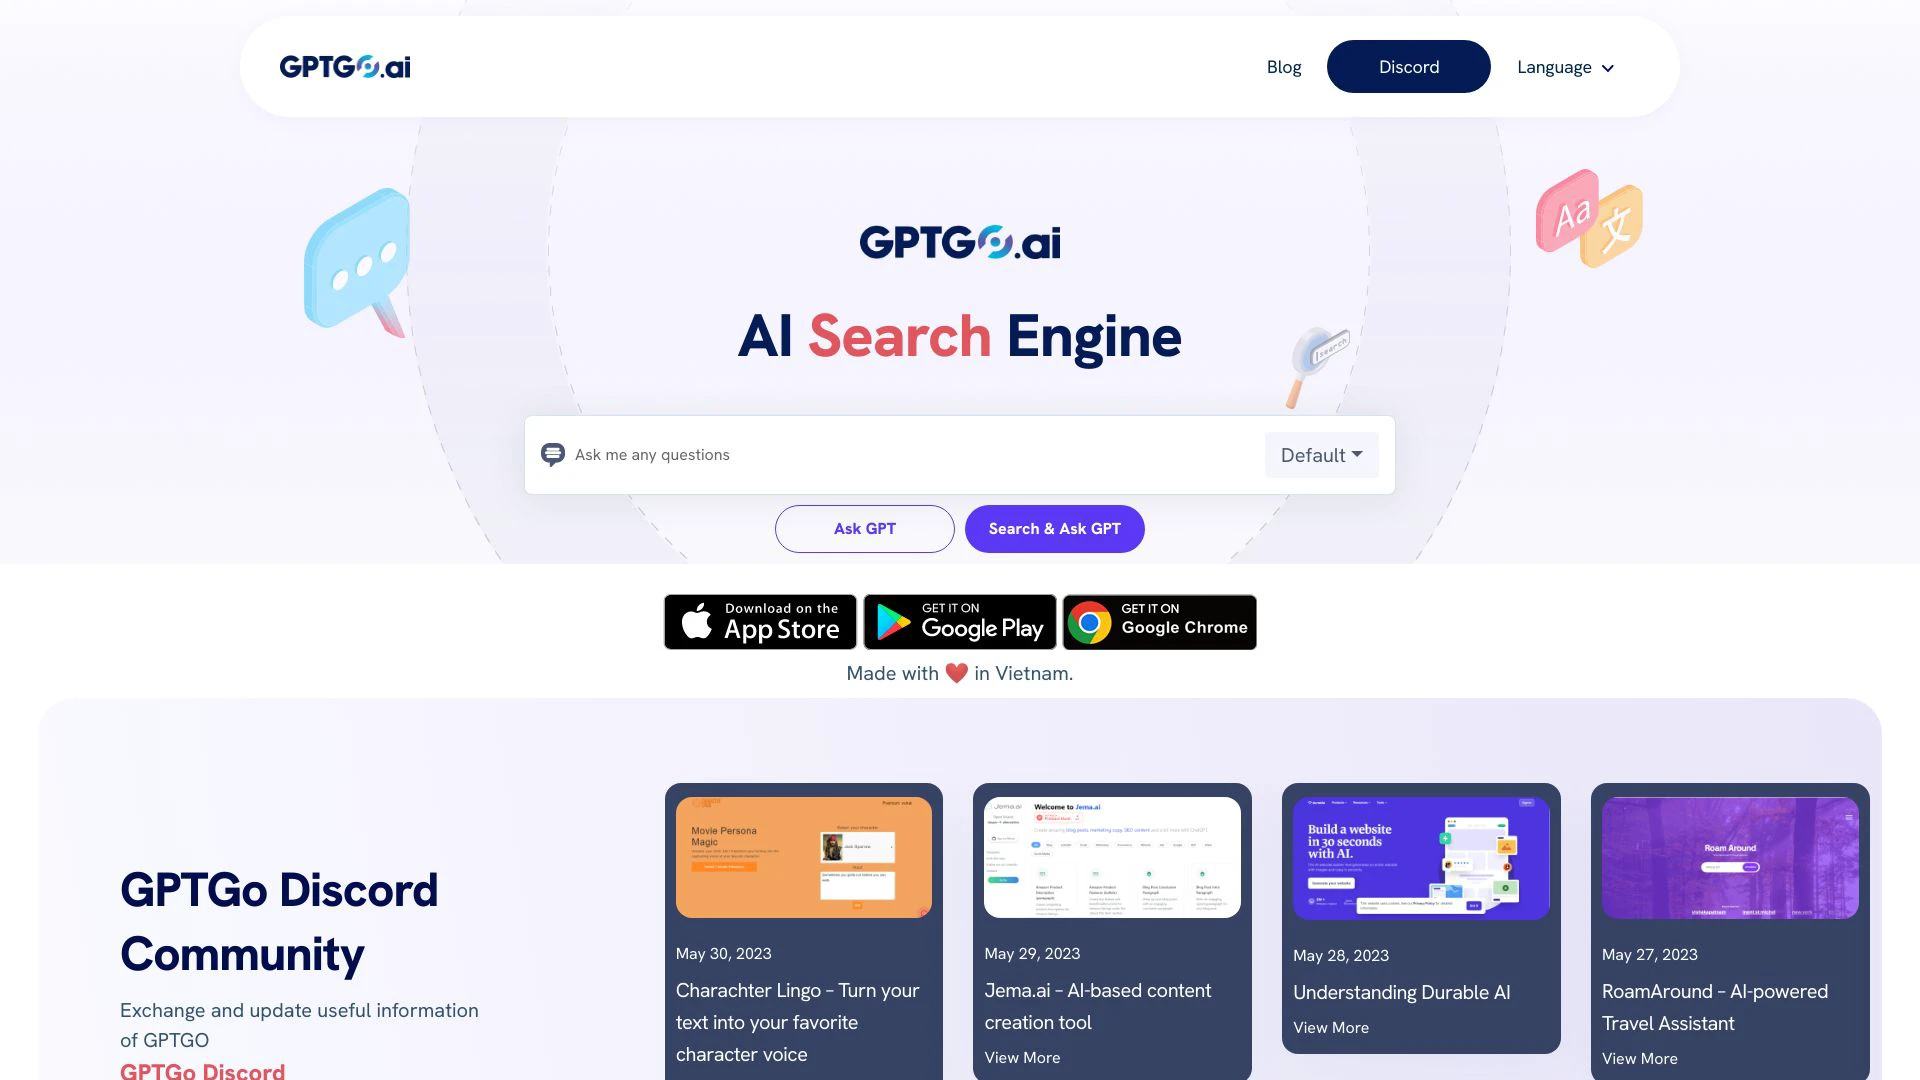 GPTGO.ai
Blog
Discord
Language
Aa
文
GPTGO.ai
AI Search Engine
search
Ask me any questions
Default
Ask GPT
Search & Ask GPT
Download on the
App Store
GET IT ON
Google Play
GET IT ON
Google Chrome
Made with ❤️ in Vietnam.
GPTGo Discord
Community
Exchange and update useful information
of GPTGO
GPTGo Discord
Movie Persona
Magic
May 30, 2023
Charachter Lingo – Turn your
text into your favorite
character voice
Welcome to Jema.ai
May 29, 2023
Jema.ai – AI-based content
creation tool
View More
Build a website
in 30 seconds
with AI.
May 28, 2023
Understanding Durable AI
View More
Roam Around
May 27, 2023
RoamAround – AI-powered
Travel Assistant
View More